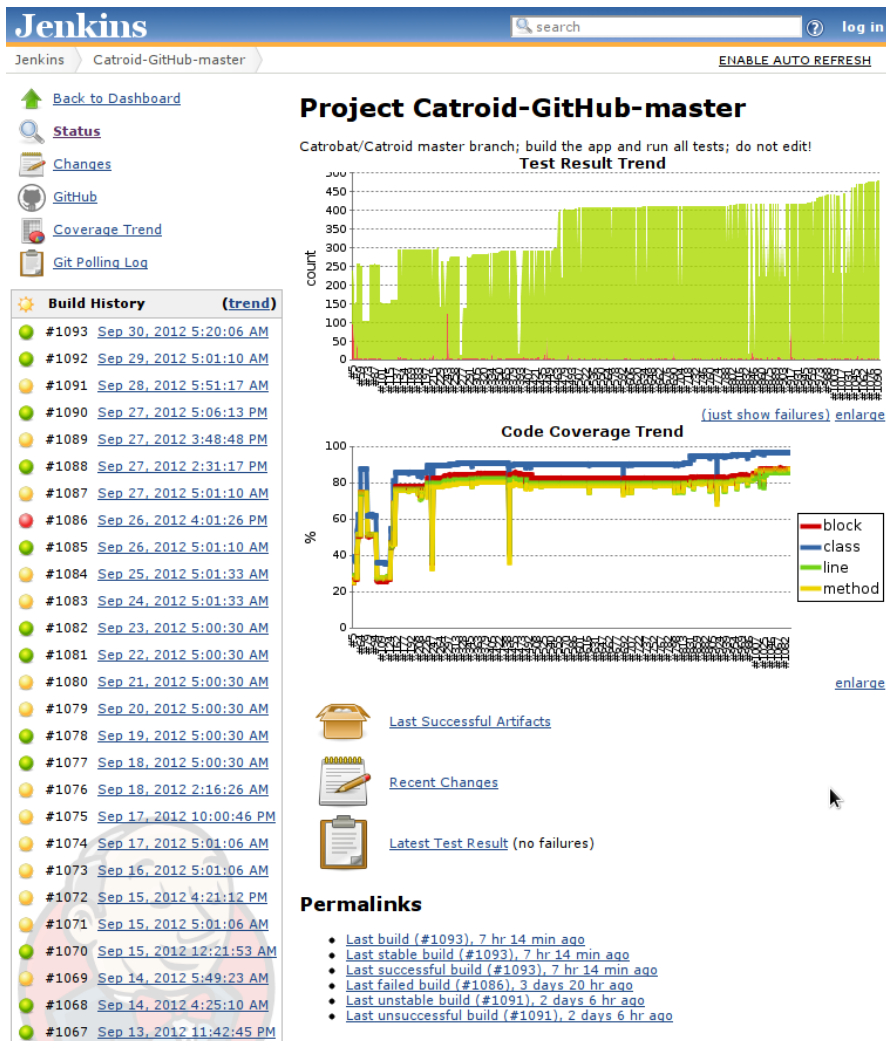 Jenkins
search
log in
Jenkins Catroid-GitHub-master
ENABLE AUTO REFRESH
Back to Dashboard
Status
Changes
GitHub
Coverage Trend
Git Polling Log
Build History (trend)
#1093 Sep 30, 2012 5:20:06 AM
#1092 Sep 29, 2012 5:01:10 AM
#1091 Sep 28, 2012 5:51:17 AM
#1090 Sep 27, 2012 5:06:13 PM
#1089 Sep 27, 2012 3:48:48 PM
#1088 Sep 27, 2012 2:31:17 PM
#1087 Sep 27, 2012 5:01:10 AM
#1086 Sep 26, 2012 4:01:26 PM
#1085 Sep 26, 2012 5:01:10 AM
#1084 Sep 25, 2012 5:01:33 AM
#1083 Sep 24, 2012 5:01:33 AM
#1082 Sep 23, 2012 5:00:30 AM
#1081 Sep 22, 2012 5:00:30 AM
#1080 Sep 21, 2012 5:00:30 AM
#1079 Sep 20, 2012 5:00:30 AM
#1078 Sep 19, 2012 5:00:30 AM
#1077 Sep 18, 2012 5:00:30 AM
#1076 Sep 18, 2012 2:16:26 AM
#1075 Sep 17, 2012 10:00:46 PM
#1074 Sep 17, 2012 5:01:06 AM
#1073 Sep 16, 2012 5:01:06 AM
#1072 Sep 15, 2012 4:21:12 PM
#1071 Sep 15, 2012 5:01:06 AM
#1070 Sep 15, 2012 12:21:53 AM
#1069 Sep 14, 2012 5:49:23 AM
#1068 Sep 14, 2012 4:25:10 AM
#1067 Sep 13, 2012 11:42:45 PM
Project Catroid-GitHub-master
Catrobat/Catroid master branch; build the app and run all tests; do not edit!
Test Result Trend
500
450
400
350
300
250
200
150
100
50
0
count
(just show failures) enlarge
Code Coverage Trend
100
80
60
40
20
0
%
block
class
line
method
enlarge
Last Successful Artifacts
Recent Changes
Latest Test Result (no failures)
Permalinks
Last build (#1093), 7 hr 14 min ago
Last stable build (#1093), 7 hr 14 min ago
Last successful build (#1093), 7 hr 14 min ago
Last failed build (#1086), 3 days 20 hr ago
Last unstable build (#1091), 2 days 6 hr ago
Last unsuccessful build (#1091), 2 days 6 hr ago